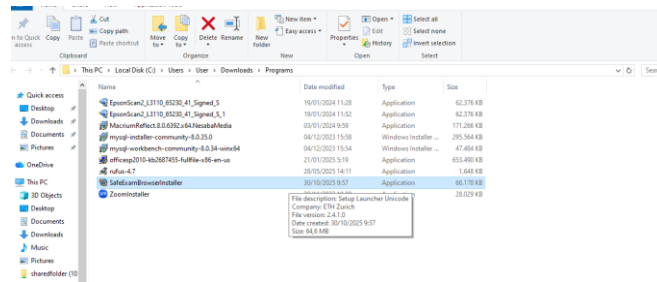 Cut
Copy path
Paste shortcut
n to Quick access
Copy
Paste
Move to
Copy to
Delete
Rename
New folder
New item
Easy access
Properties
Open
Edit
History
Select all
Select none
Invert selection
Clipboard
Organize
New
Open
Select
This PC > Local Disk (C:) > Users > User > Downloads > Programs
Name Date modified Type Size
Quick access
Desktop
Downloads
Documents
Pictures
OneDrive
This PC
3D Objects
Desktop
Documents
Downloads
Music
Pictures
sharedfolder (10
EpsonScan2_L3110_65230_41_Signed_S 19/01/2024 11:28 Application 62.376 KB
EpsonScan2_L3110_65230_41_Signed_S_1 19/01/2024 11:52 Application 62.376 KB
MacriumReflect.8.0.6392.x64.NesabaMedia 03/01/2024 9:59 Application 171.266 KB
mysql-installer-community-8.0.35.0 04/12/2023 15:58 Windows Installer ... 295.564 KB
mysql-workbench-community-8.0.34-winx64 04/12/2023 15:54 Windows Installer ... 47.484 KB
officesp2010-kb2687455-fullfile-x86-en-us 21/01/2025 5:19 Application 653.490 KB
rufus-4.7 28/05/2025 14:11 Application 1.648 KB
SafeExamBrowserInstaller 30/10/2025 9:57 Application 66.178 KB
ZoomInstaller Application 28.029 KB
File description: Setup Launcher Unicode
Company: ETH Zurich
File version: 2.4.1.0
Date created: 30/10/2025 9:57
Size: 64,6 MB